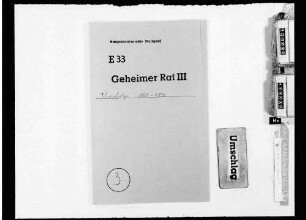 Hauptstaatsarchiv Stuttgart
E 33
Geheimer Rat III
3
Umschlag